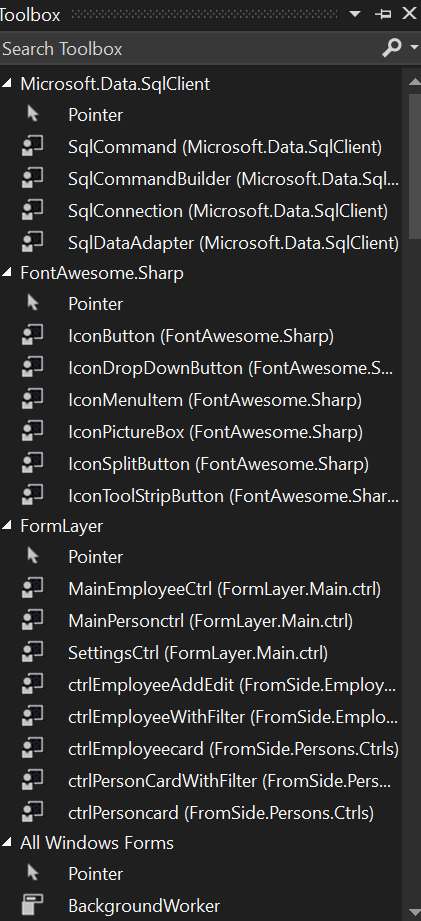 Toolbox
Search Toolbox
Microsoft.Data.SqlClient
Pointer
SqlCommand (Microsoft.Data.SqlClient)
SqlCommandBuilder (Microsoft.Data.Sql...
SqlConnection (Microsoft.Data.SqlClient)
SqlDataAdapter (Microsoft.Data.SqlClient)
FontAwesome.Sharp
Pointer
IconButton (FontAwesome.Sharp)
IconDropDownButton (FontAwesome.S...
IconMenuItem (FontAwesome.Sharp)
IconPictureBox (FontAwesome.Sharp)
IconSplitButton (FontAwesome.Sharp)
IconToolStripButton (FontAwesome.Shar...
FormLayer
Pointer
MainEmployeeCtrl (FormLayer.Main.ctrl)
MainPersonctrl (FormLayer.Main.ctrl)
SettingsCtrl (FormLayer.Main.ctrl)
ctrlEmployeeAddEdit (FromSide.Employ...
ctrlEmployeeWithFilter (FromSide.Emplo...
ctrlEmployeecard (FromSide.Persons.Ctrls)
ctrlPersonCardWithFilter (FromSide.Pers...
ctrlPersoncard (FromSide.Persons.Ctrls)
All Windows Forms
Pointer
BackgroundWorker